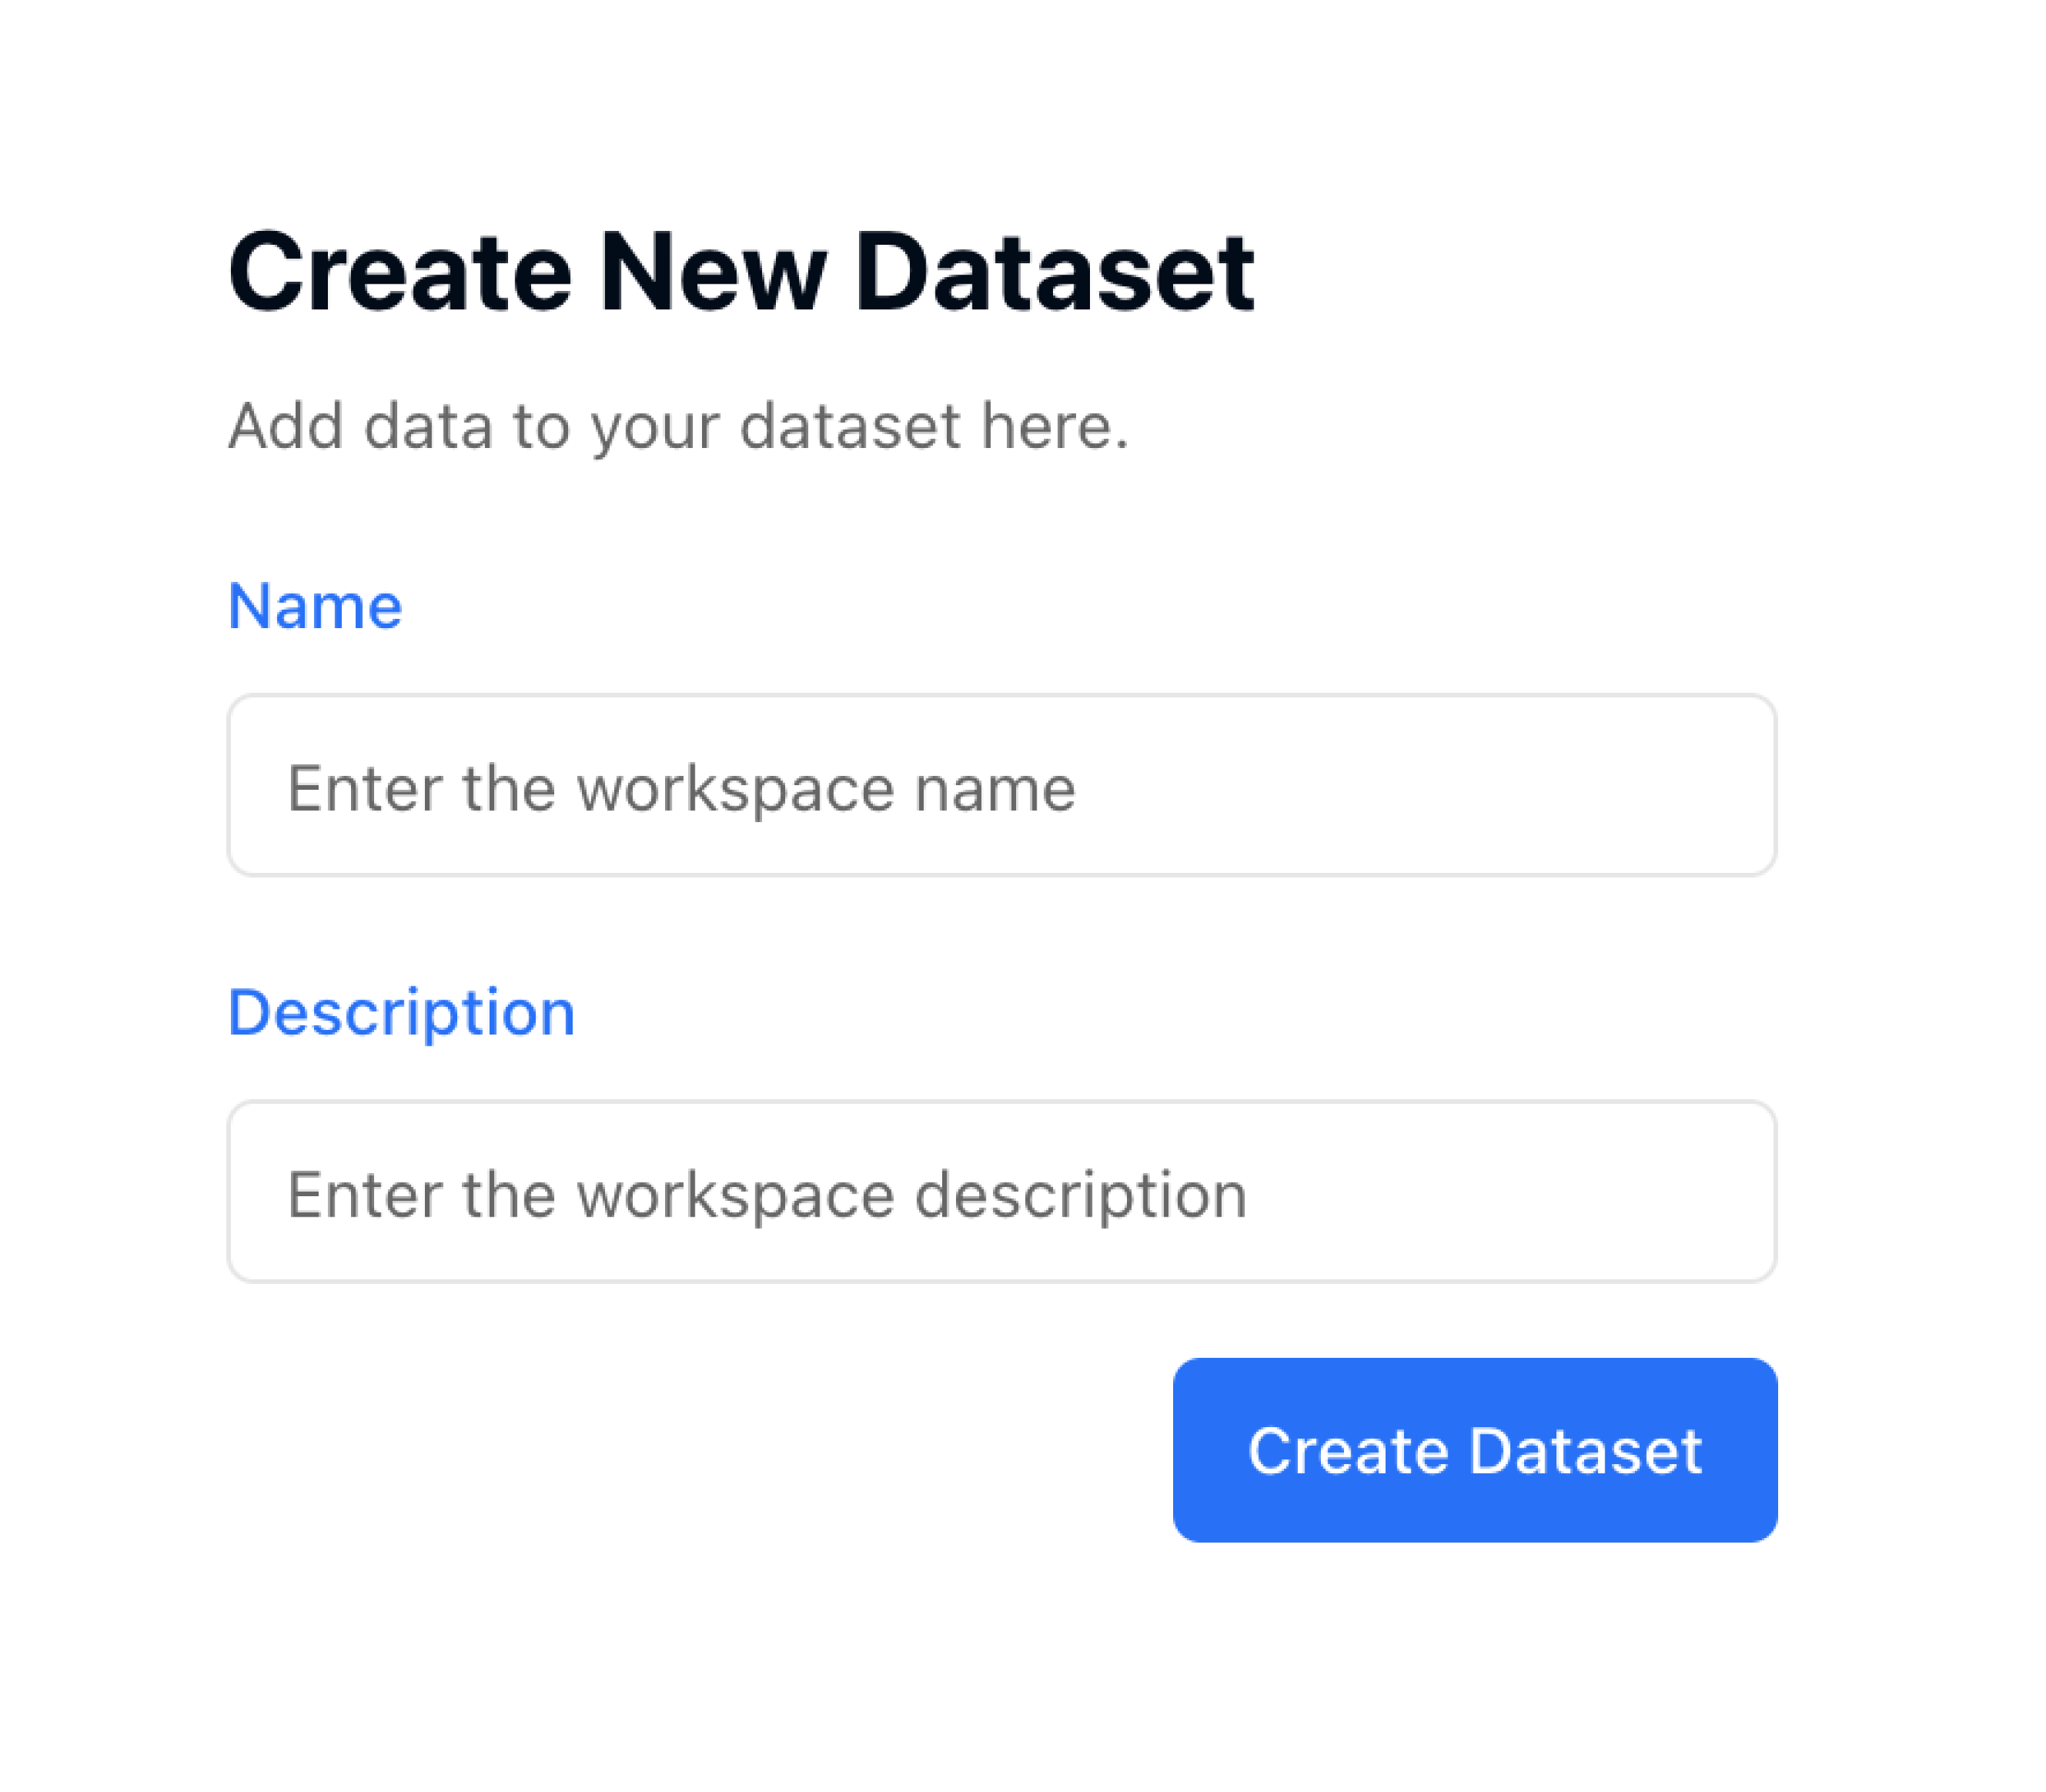 Create New Dataset
Add data to your dataset here.
Name
Enter the workspace name
Description
Enter the workspace description
Create Dataset